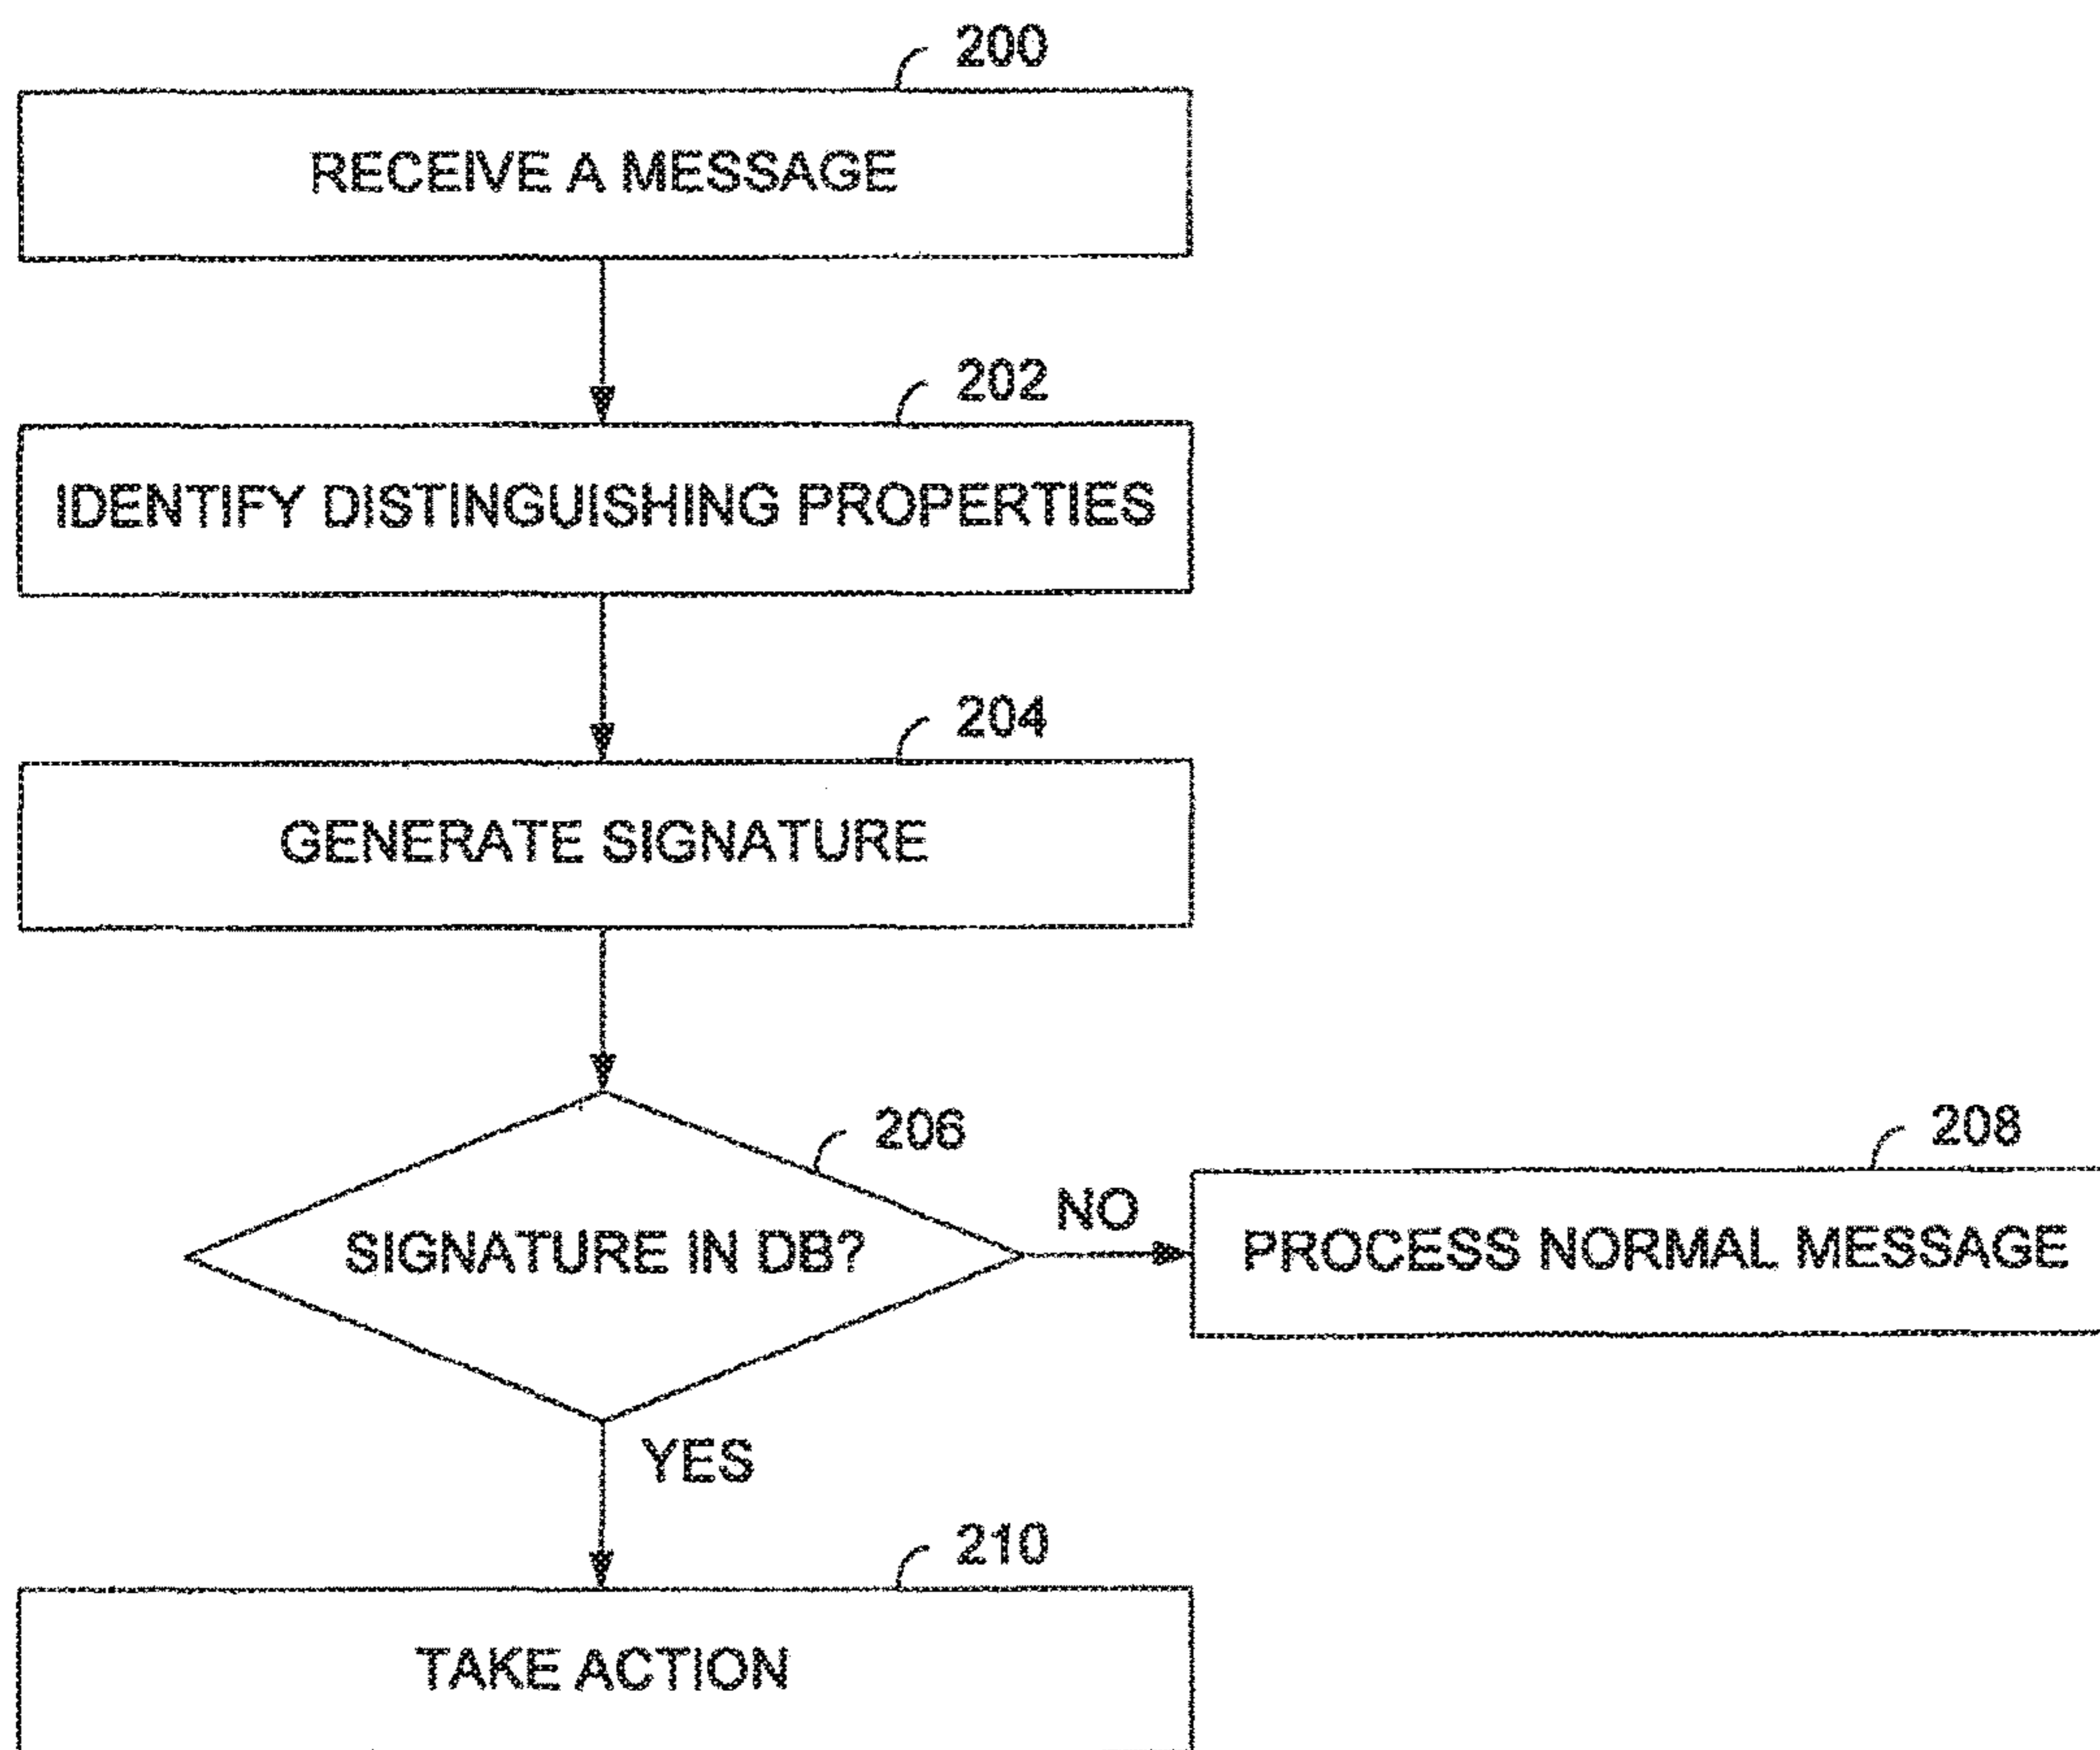 200
RECEIVE A MESSAGE
202
IDENTIFY DISTINGUISHING PROPERTIES
204
GENERATE SIGNATURE
206
SIGNATURE IN DB?
NO
208
PROCESS NORMAL MESSAGE
YES
210
TAKE ACTION